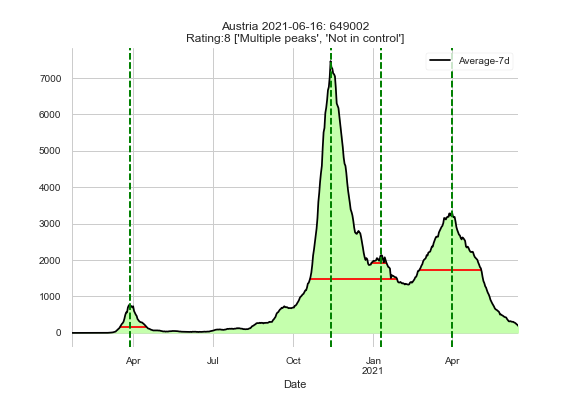 Austria 2021-06-16: 649002
Rating:8 ['Multiple peaks', 'Not in control']
Average-7d
7000
6000
5000
4000
3000
2000
1000
0
Apr
Jul
Oct
Jan
2021
Apr
Date